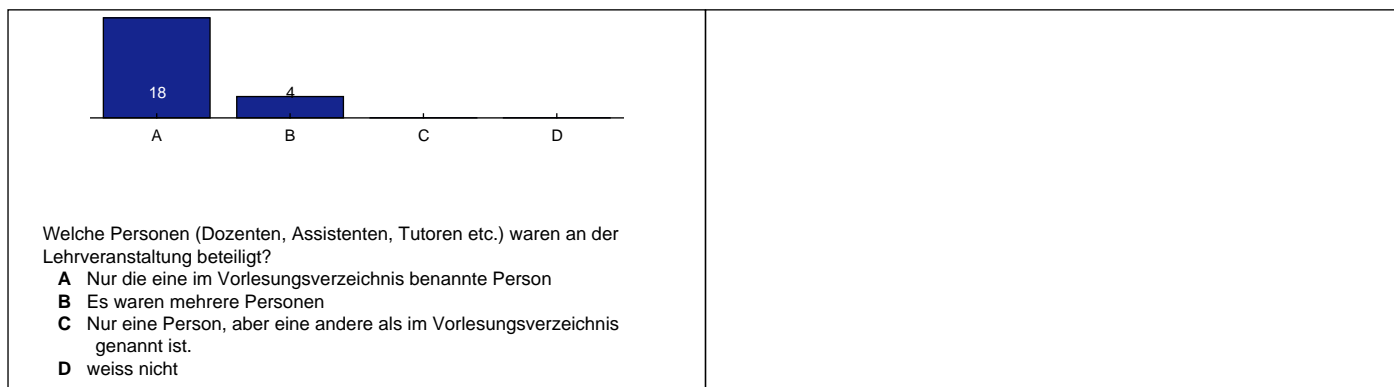 18 4
A B C D
Welche Personen (Dozenten, Assistenten, Tutoren etc.) waren an der
Lehrveranstaltung beteiligt?
A Nur die eine im Vorlesungsverzeichnis benannte Person
B Es waren mehrere Personen
C Nur eine Person, aber eine andere als im Vorlesungsverzeichnis
genannt ist.
D weiss nicht